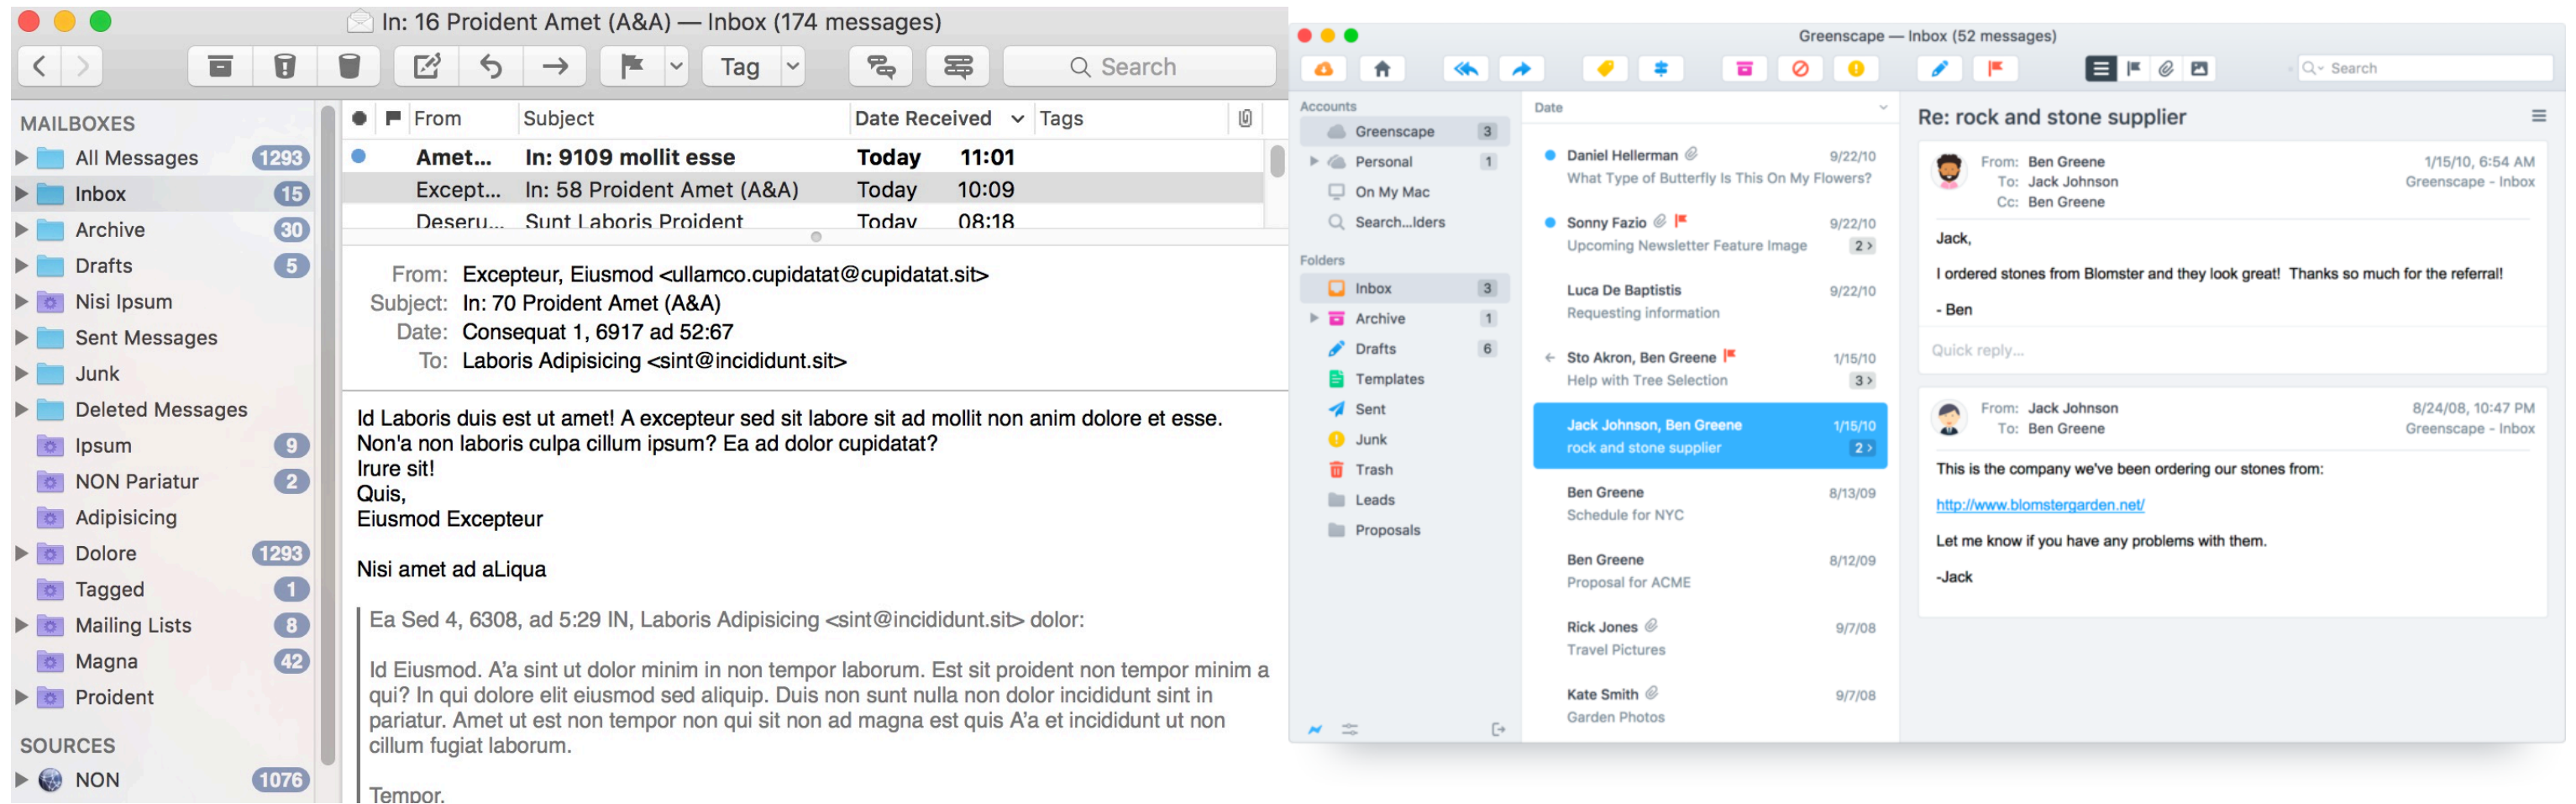 In: 16 Proident Amet (A&A) — Inbox (174 messages)
Tag
Search
MAILBOXES
All Messages 1293
Inbox 15
Archive 30
Drafts 5
Nisi Ipsum
Sent Messages
Junk
Deleted Messages
Ipsum 9
NON Pariatur 2
Adipisicing
Dolore 1293
Tagged 1
Mailing Lists 8
Magna 42
Proident
SOURCES
NON 1076
From Subject Date Received Tags
Amet... In: 9109 mollit esse Today 11:01
Except... In: 58 Proident Amet (A&A) Today 10:09
Deseru... Sunt Laboris Proident Today 08:18
From: Excepteur, Eiusmod <ullamco.cupidatat@cupidatat.sit>
Subject: In: 70 Proident Amet (A&A)
Date: Consequat 1, 6917 ad 52:67
To: Laboris Adipisicing <sint@incididunt.sit>
Id Laboris duis est ut amet! A excepteur sed sit labore sit ad mollit non anim dolore et esse.
Non'a non laboris culpa cillum ipsum? Ea ad dolor cupidatat?
Irure sit!
Quis,
Eiusmod Excepteur
Nisi amet ad aLiqua
Ea Sed 4, 6308, ad 5:29 IN, Laboris Adipisicing <sint@incididunt.sit> dolor:
Id Eiusmod. A'a sint ut dolor minim in non tempor laborum. Est sit proident non tempor minim a
qui? In qui dolore elit eiusmod sed aliquip. Duis non sunt nulla non dolor incididunt sint in
pariatur. Amet ut est non tempor non qui sit non ad magna est quis A'a et incididunt ut non
cillum fugiat laborum.
Tempor.
Greenscape — Inbox (52 messages)
Search
Accounts
Greenscape 3
Personal 1
On My Mac
Search...lders
Folders
Inbox 3
Archive 1
Drafts 6
Templates
Sent
Junk
Trash
Leads
Proposals
Date
Daniel Hellerman 9/22/10
What Type of Butterfly Is This On My Flowers?
Sonny Fazio 9/22/10
Upcoming Newsletter Feature Image 2
Luca De Baptistis 9/22/10
Requesting information
Sto Akron, Ben Greene 1/15/10
Help with Tree Selection 3
Jack Johnson, Ben Greene 1/15/10
rock and stone supplier 2
Ben Greene 8/13/09
Schedule for NYC
Ben Greene 8/12/09
Proposal for ACME
Rick Jones 9/7/08
Travel Pictures
Kate Smith 9/7/08
Garden Photos
Re: rock and stone supplier
From: Ben Greene 1/15/10, 6:54 AM
To: Jack Johnson Greenscape - Inbox
Cc: Ben Greene
Jack,
I ordered stones from Blomster and they look great! Thanks so much for the referral!
- Ben
Quick reply...
From: Jack Johnson 8/24/08, 10:47 PM
To: Ben Greene Greenscape - Inbox
This is the company we've been ordering our stones from:
http://www.blomstergarden.net/
Let me know if you have any problems with them.
-Jack